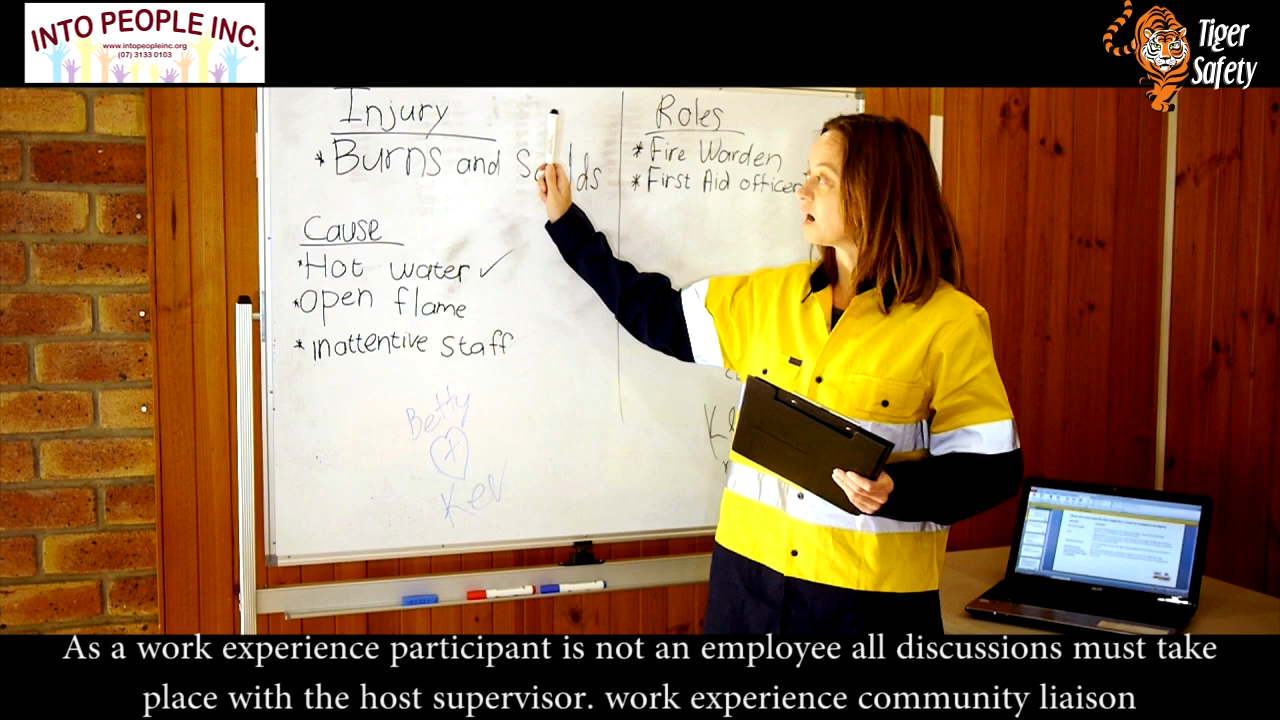 INTO PEOPLE INC.
www.intopeopleinc.org
(07) 3133 0103
Tiger
Safety
Injury
* Burns and
Cause
*Hot water ✓
*Open flame
* inattentive Staff
Roles
* Fire Warden
* First Aid officer
Betty
+
Kev
As a work experience participant is not an employee all discussions must take
place with the host supervisor. work experience community liaison